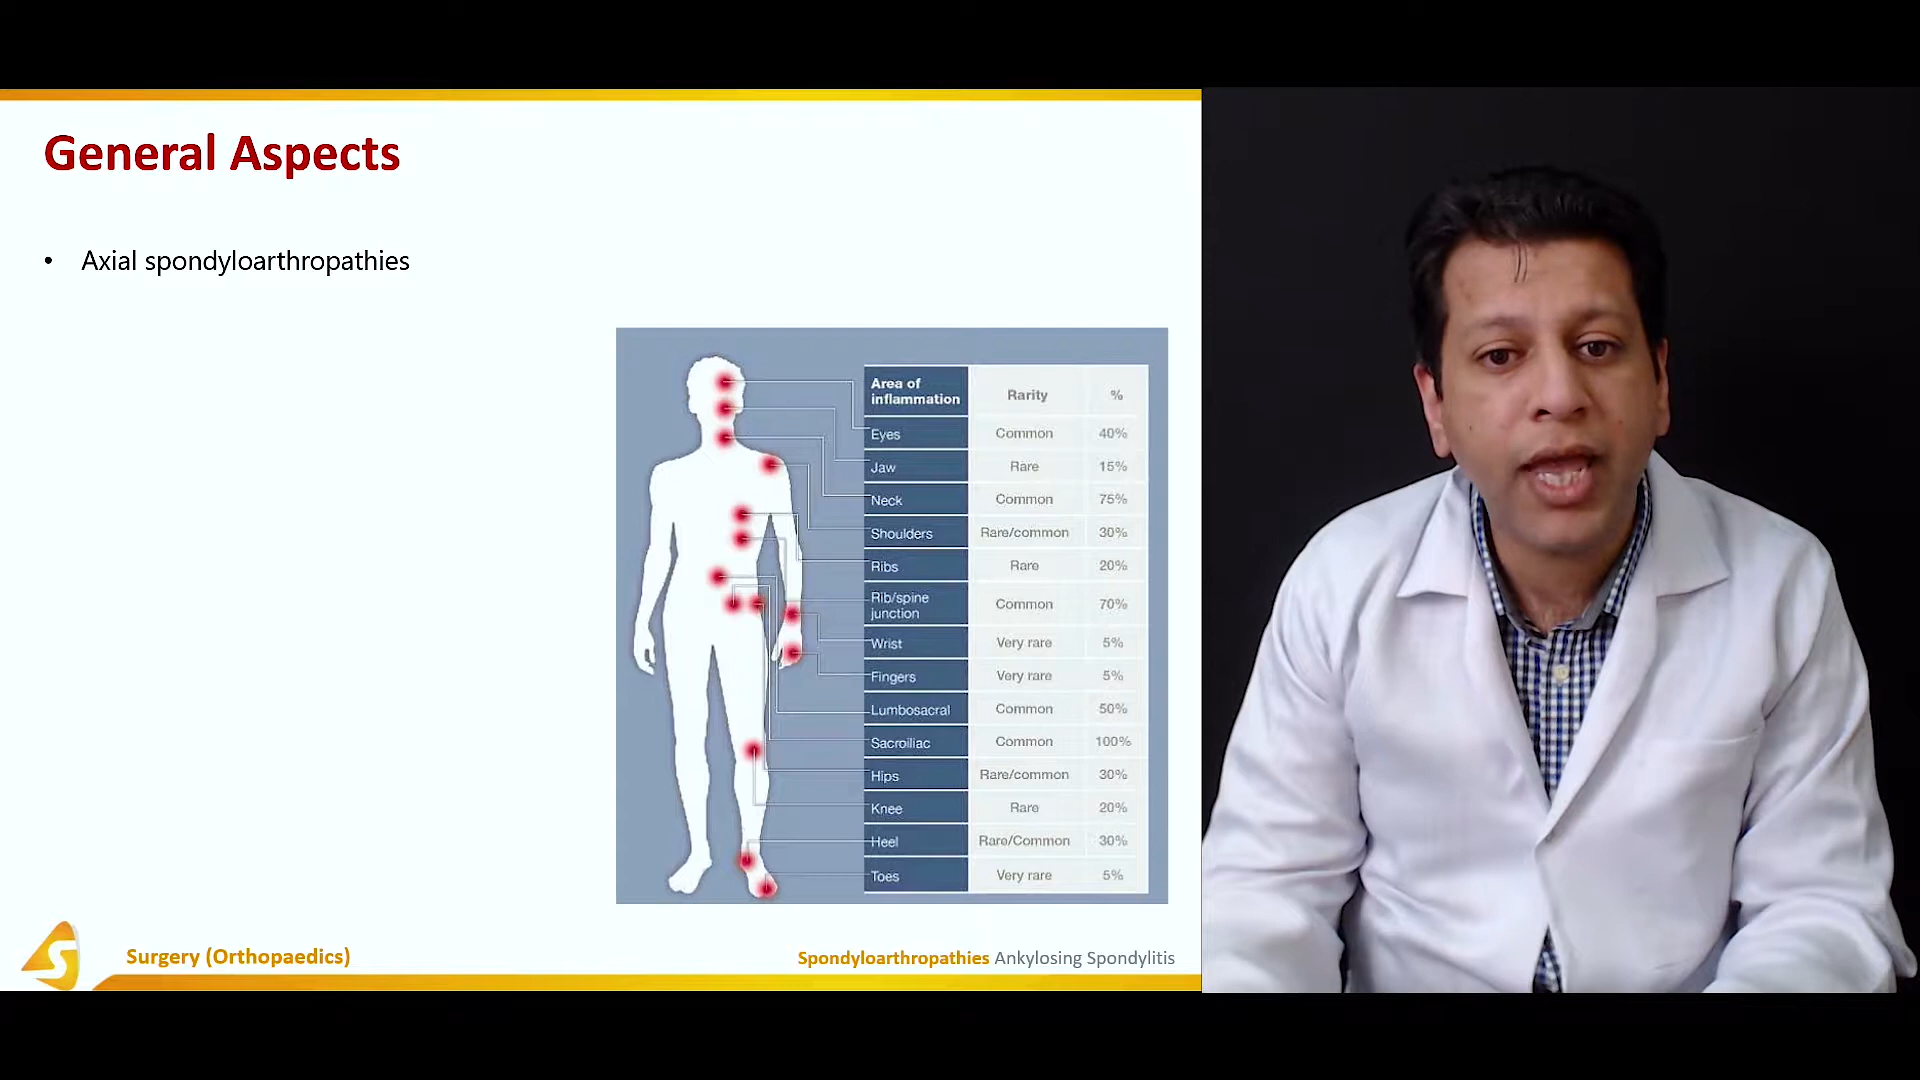 General Aspects
• Axial spondyloarthropathies
Area of inflammation Rarity %
Eyes Common 40%
Jaw Rare 15%
Neck Common 75%
Shoulders Rare/common 30%
Ribs Rare 20%
Rib/spine junction Common 70%
Wrist Very rare 5%
Fingers Very rare 5%
Lumbosacral Common 50%
Sacroiliac Common 100%
Hips Rare/common 30%
Knee Rare 20%
Heel Rare/Common 30%
Toes Very rare 5%
S
Surgery (Orthopaedics)
Spondyloarthropathies Ankylosing Spondylitis